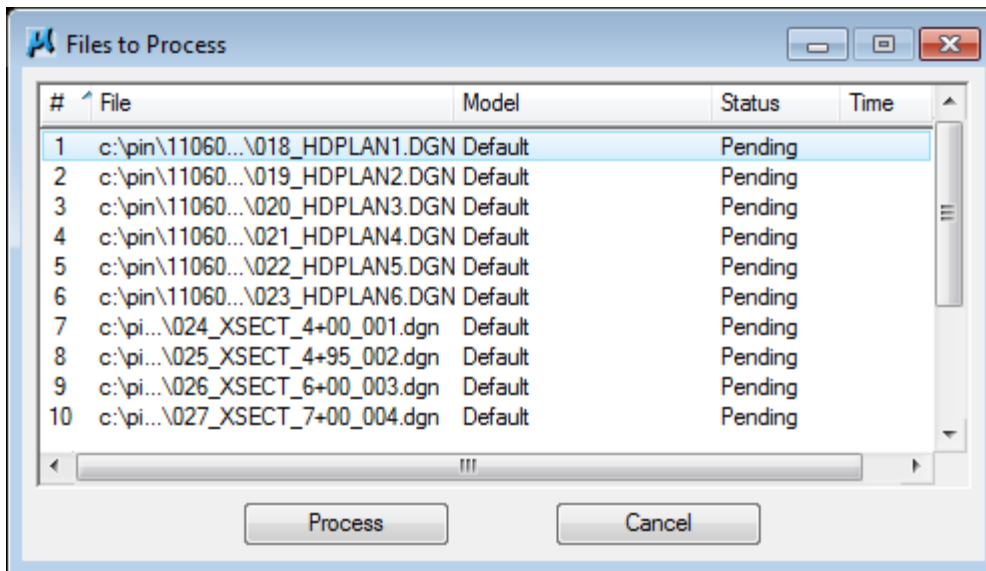 Files to Process
# File Model Status Time
1 c:\pin\11060...\018_HDPLAN1.DGN Default Pending
2 c:\pin\11060...\019_HDPLAN2.DGN Default Pending
3 c:\pin\11060...\020_HDPLAN3.DGN Default Pending
4 c:\pin\11060...\021_HDPLAN4.DGN Default Pending
5 c:\pin\11060...\022_HDPLAN5.DGN Default Pending
6 c:\pin\11060...\023_HDPLAN6.DGN Default Pending
7 c:\pi...\024_XSECT_4+00_001.dgn Default Pending
8 c:\pi...\025_XSECT_4+95_002.dgn Default Pending
9 c:\pi...\026_XSECT_6+00_003.dgn Default Pending
10 c:\pi...\027_XSECT_7+00_004.dgn Default Pending
Process Cancel